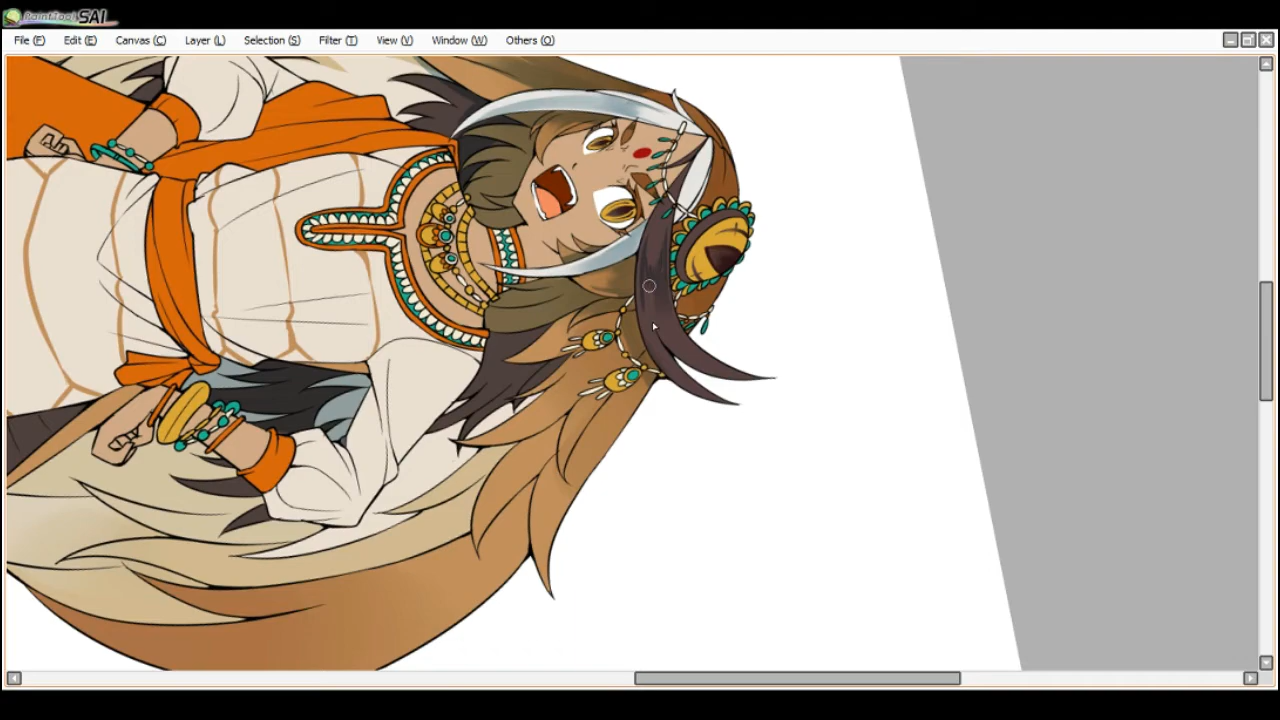 PaintTool SAI
File (F) Edit (E) Canvas (C) Layer (L) Selection (S) Filter (T) View (V) Window (W) Others (O)